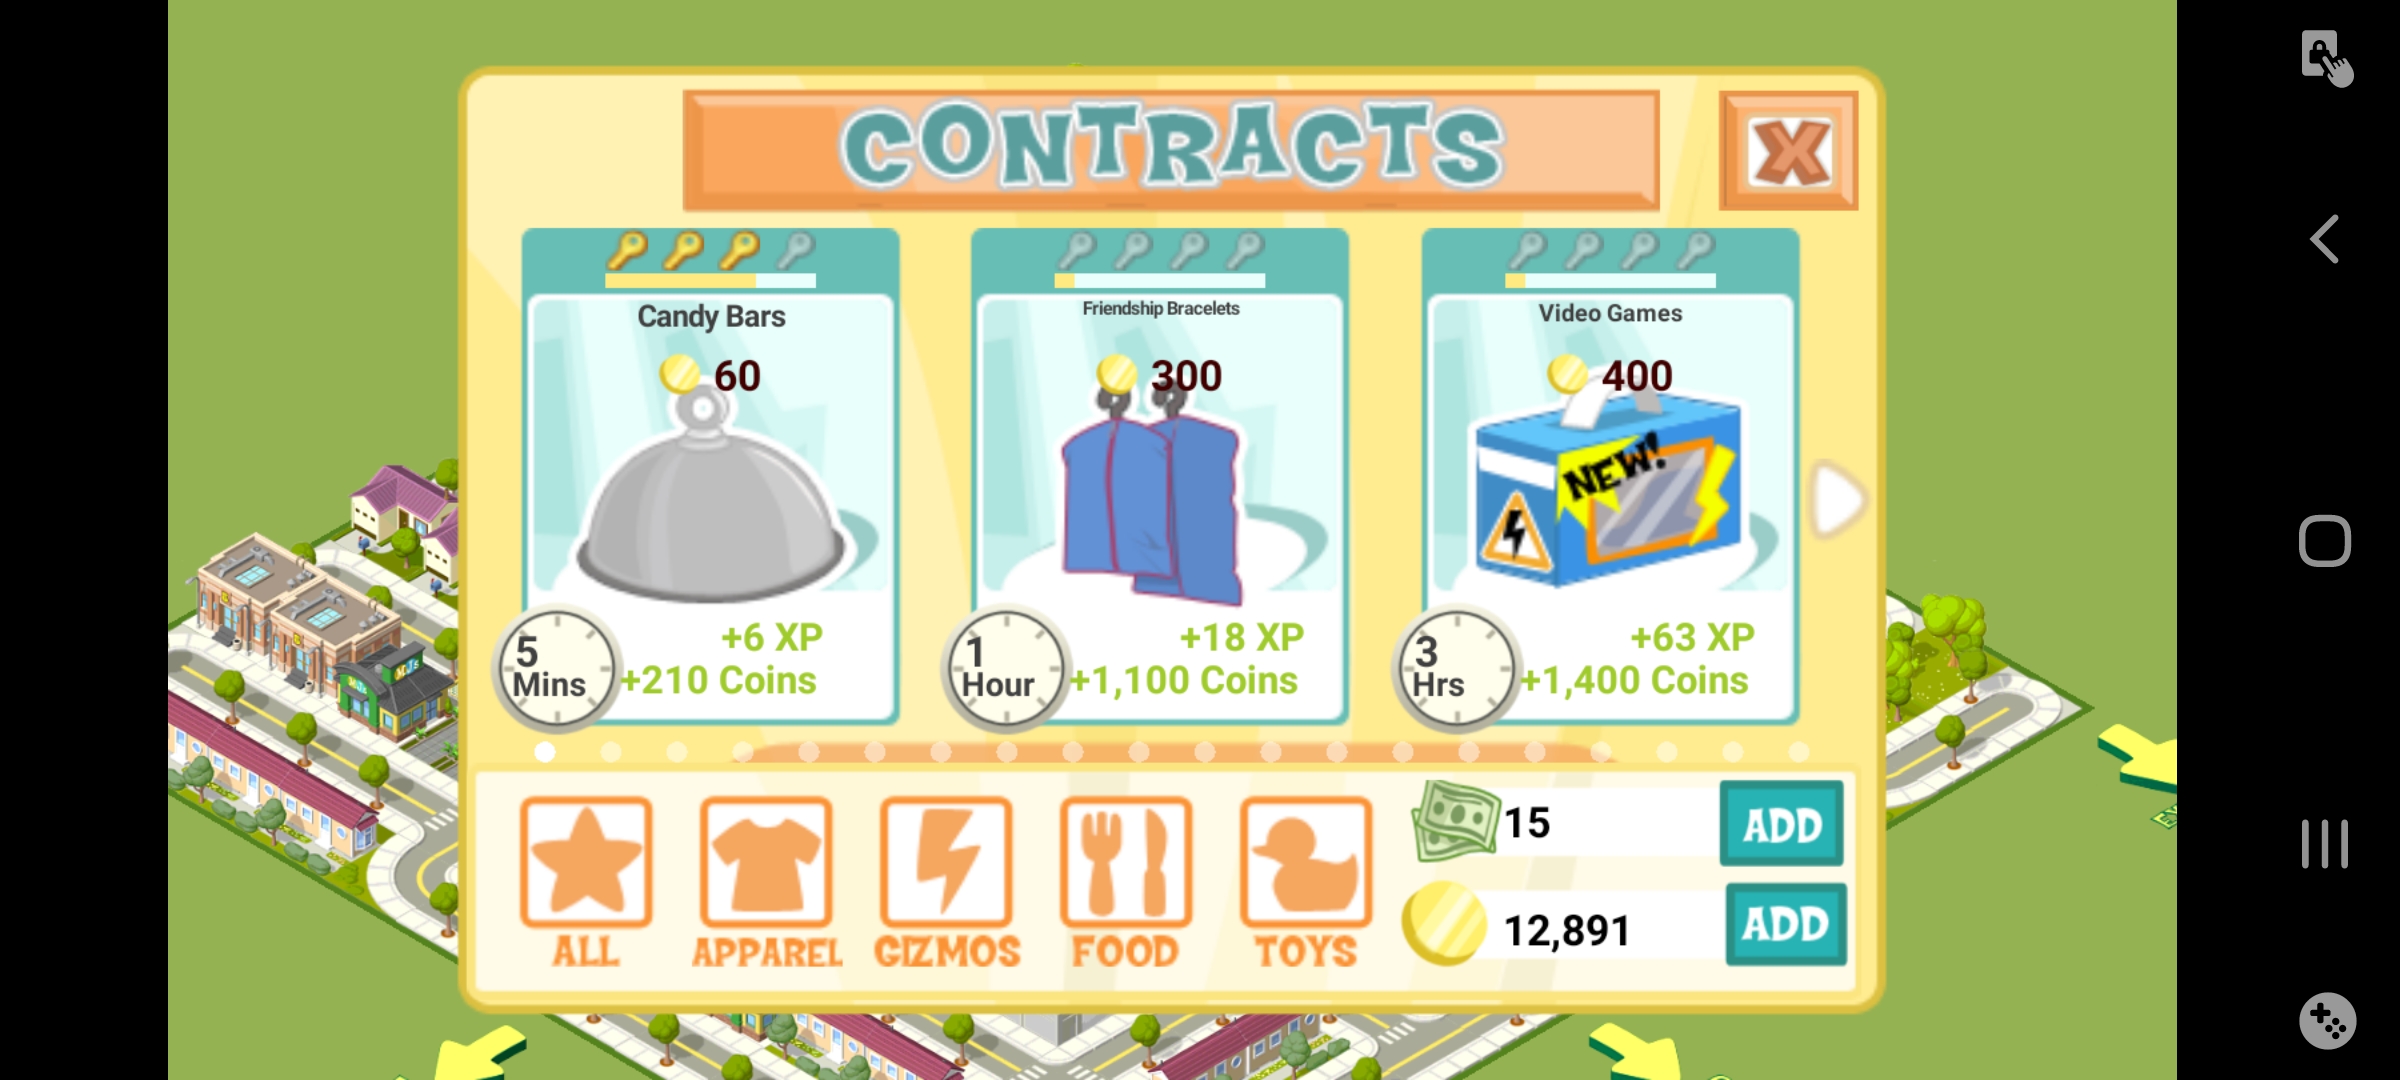 CONTRACTS
X
Candy Bars
60
5
Mins
+6 XP
+210 Coins
Friendship Bracelets
300
1
Hour
+18 XP
+1,100 Coins
Video Games
400
NEW!
3
Hrs
+63 XP
+1,400 Coins
ALL
APPAREL
GIZMOS
FOOD
TOYS
15
ADD
12,891
ADD